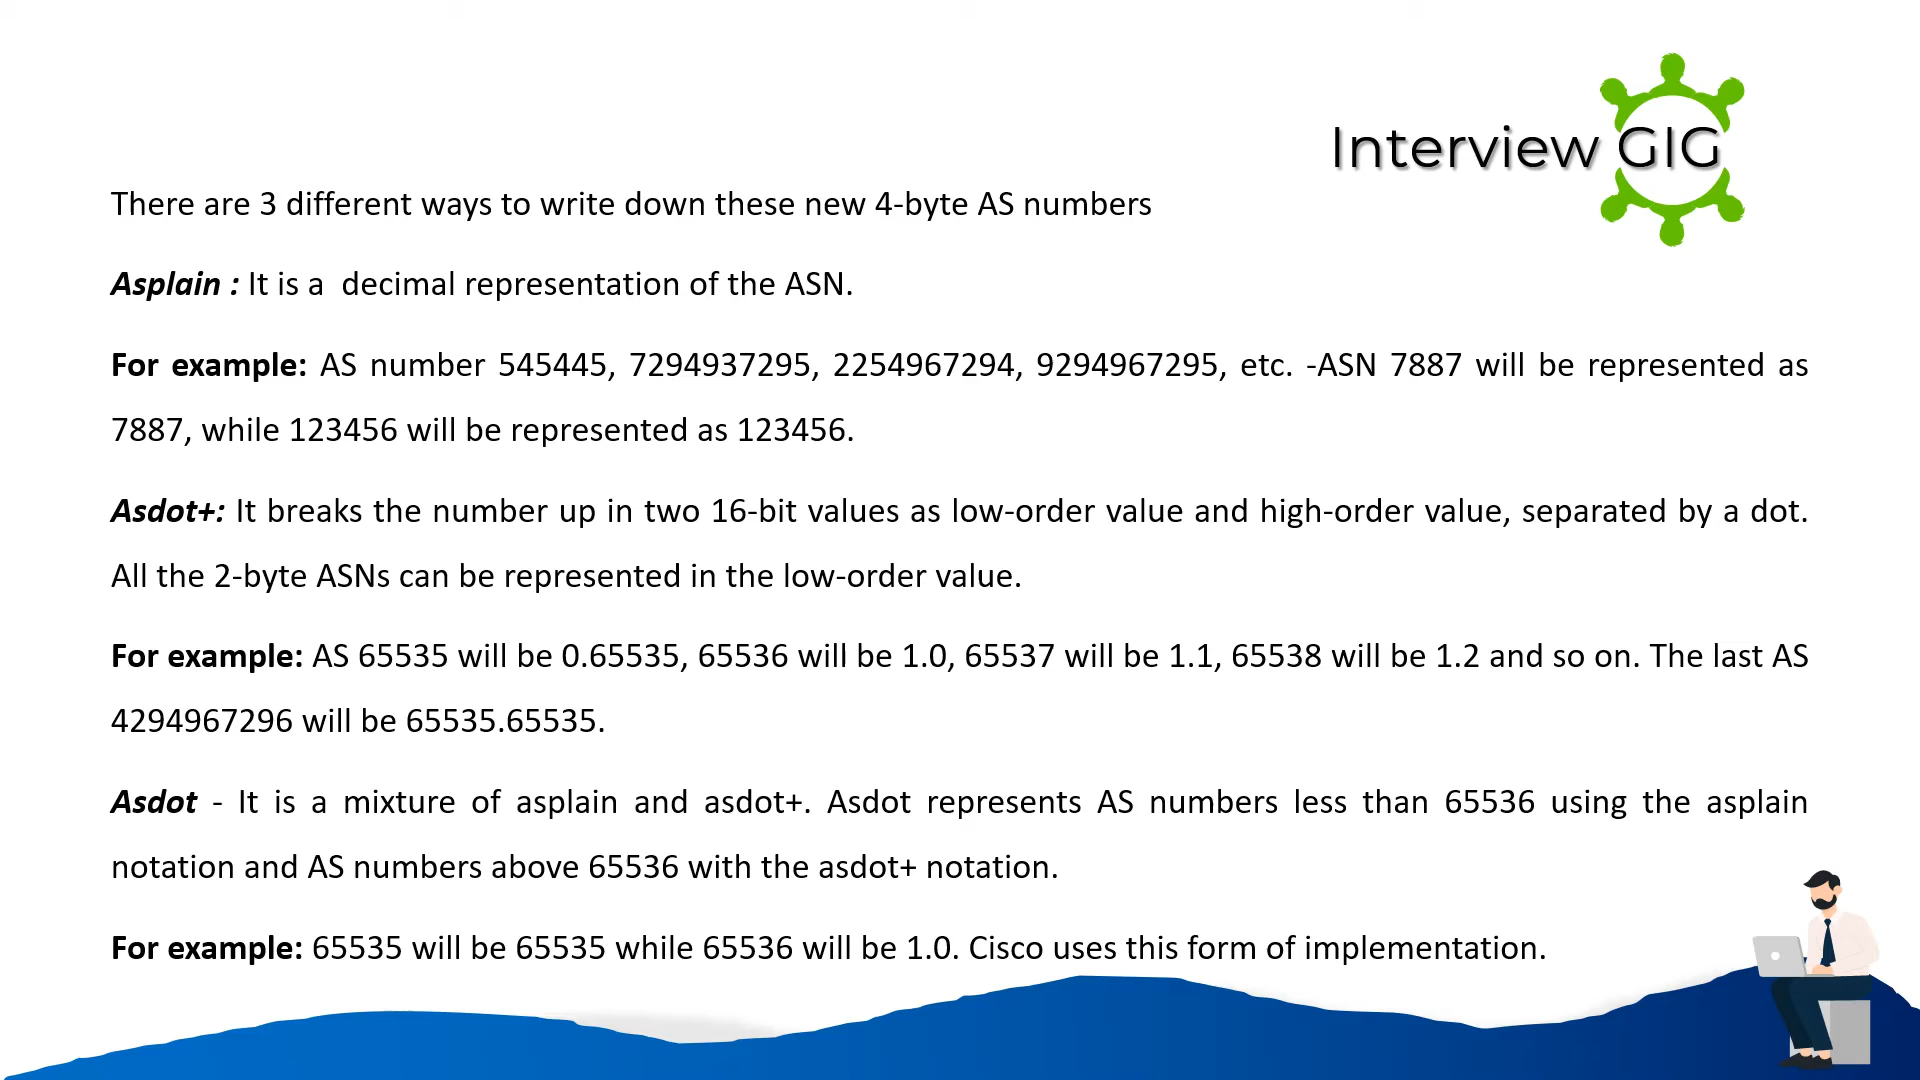 Interview GIG
There are 3 different ways to write down these new 4-byte AS numbers
Asplain : It is a  decimal representation of the ASN.
For example: AS number 545445, 7294937295, 2254967294, 9294967295, etc. -ASN 7887 will be represented as
7887, while 123456 will be represented as 123456.
Asdot+: It breaks the number up in two 16-bit values as low-order value and high-order value, separated by a dot.
All the 2-byte ASNs can be represented in the low-order value.
For example: AS 65535 will be 0.65535, 65536 will be 1.0, 65537 will be 1.1, 65538 will be 1.2 and so on. The last AS
4294967296 will be 65535.65535.
Asdot - It is a mixture of asplain and asdot+. Asdot represents AS numbers less than 65536 using the asplain
notation and AS numbers above 65536 with the asdot+ notation.
For example: 65535 will be 65535 while 65536 will be 1.0. Cisco uses this form of implementation.